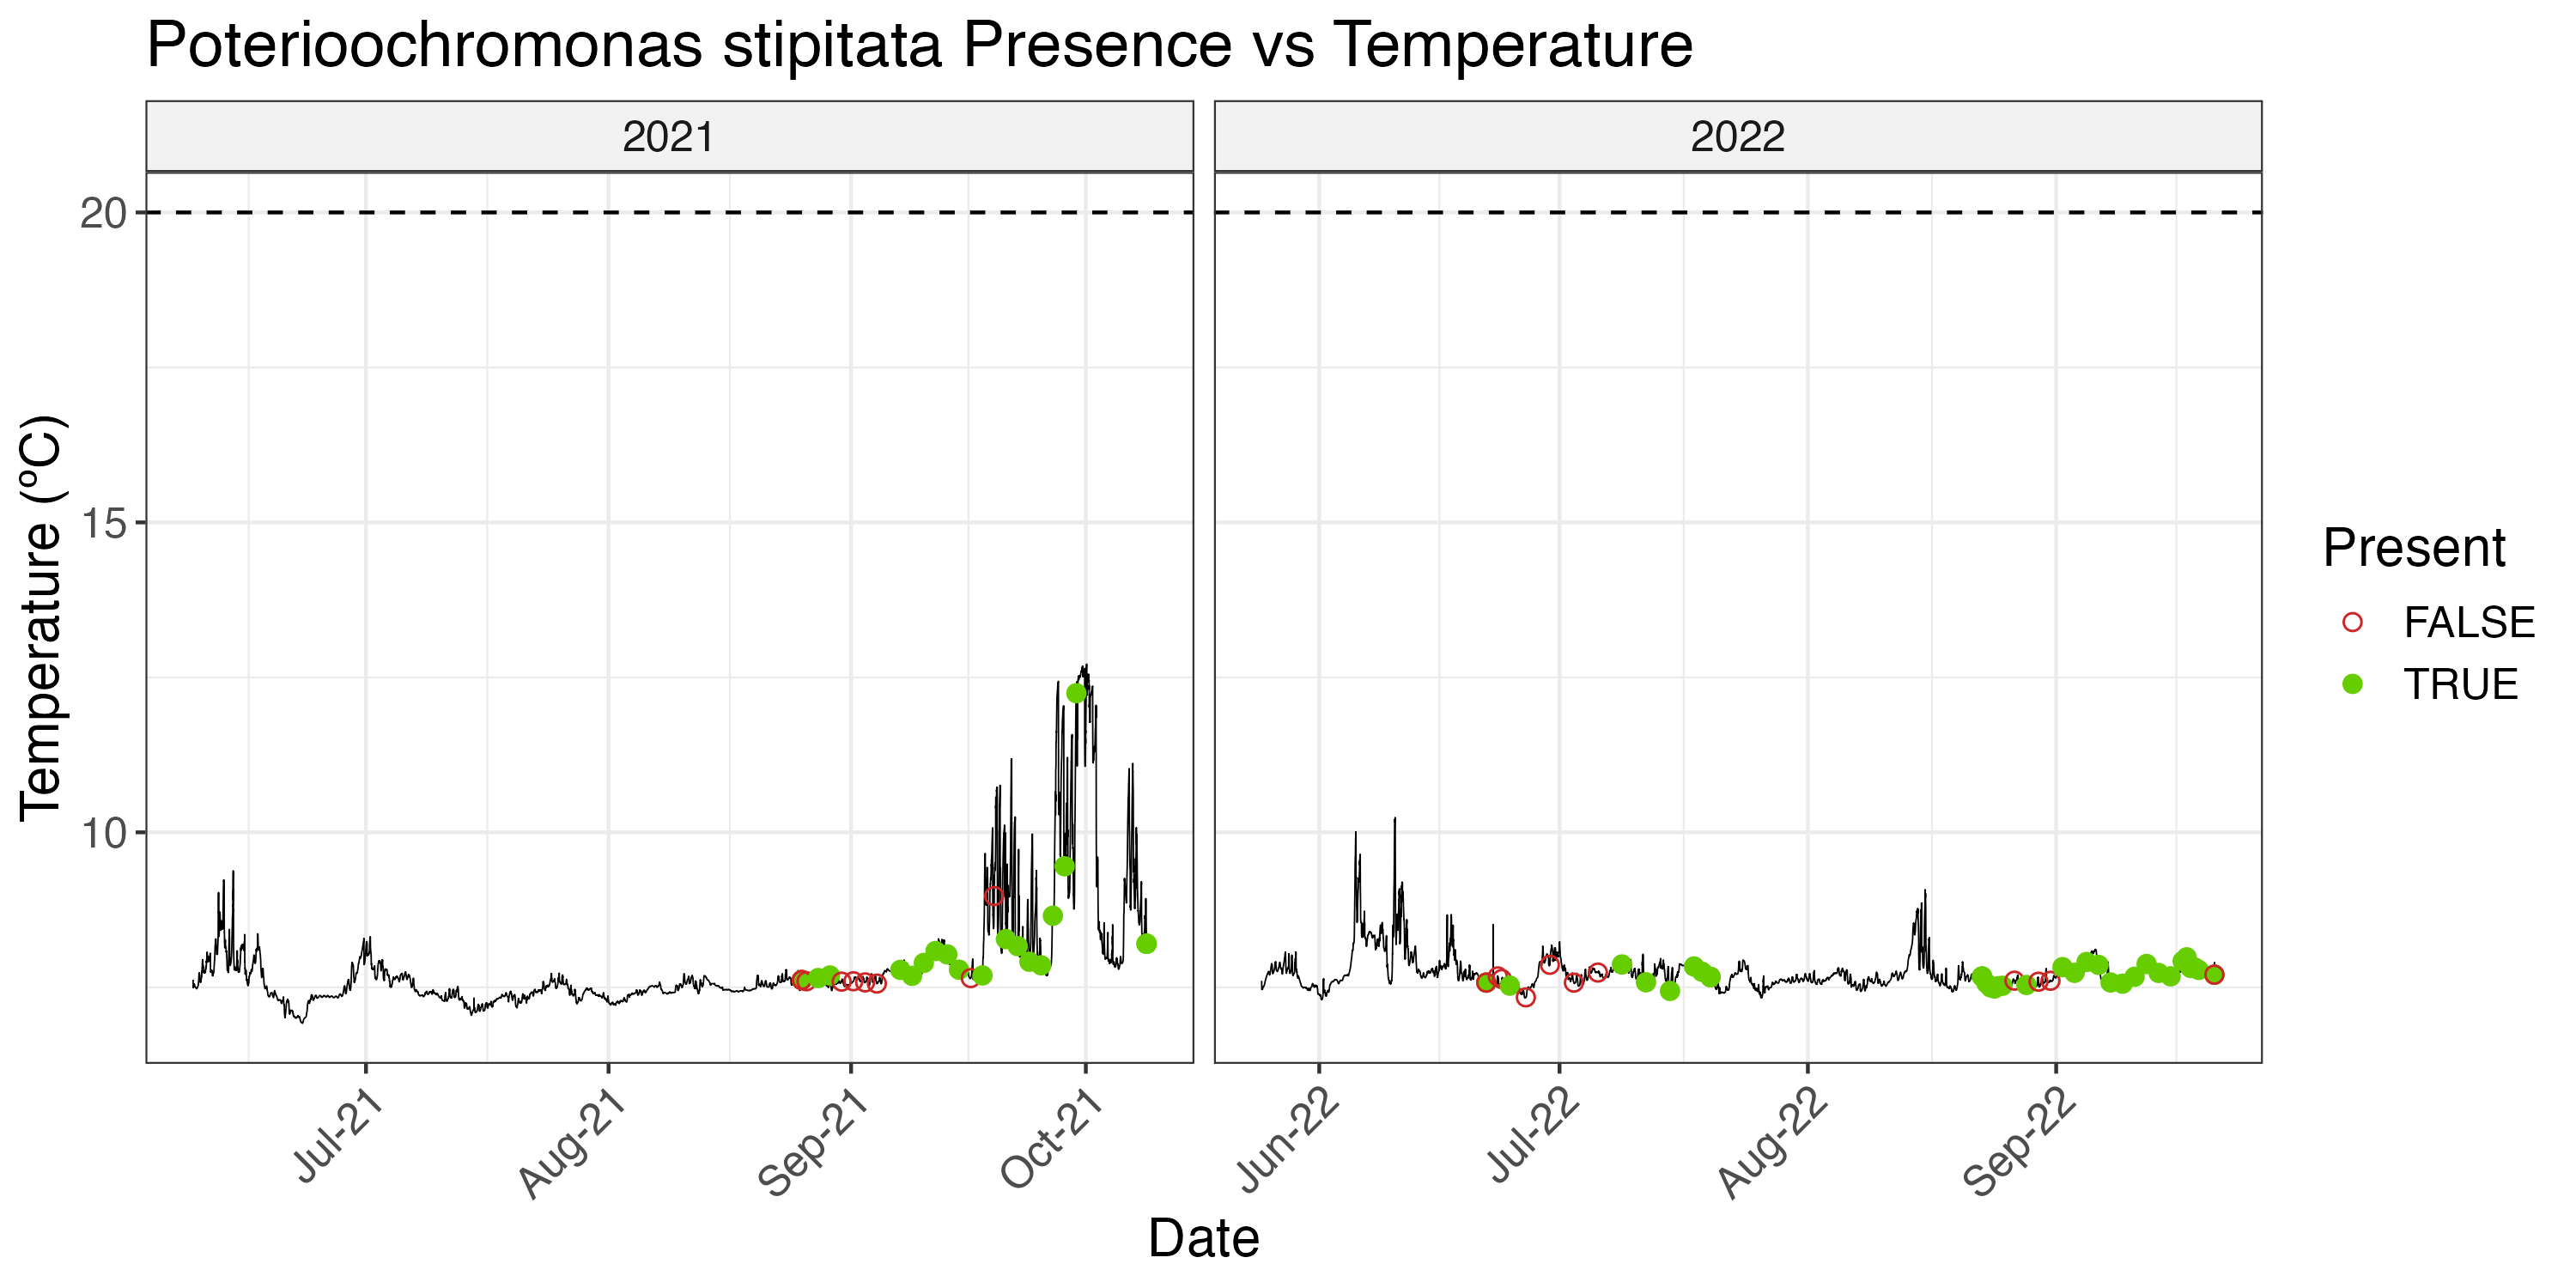 Poterioochromonas stipitata Presence vs Temperature
2021
2022
Temperature (ºC)
20
15
10
Jul-21
Aug-21
Sep-21
Oct-21
Jun-22
Jul-22
Aug-22
Sep-22
Date
Present
FALSE
TRUE